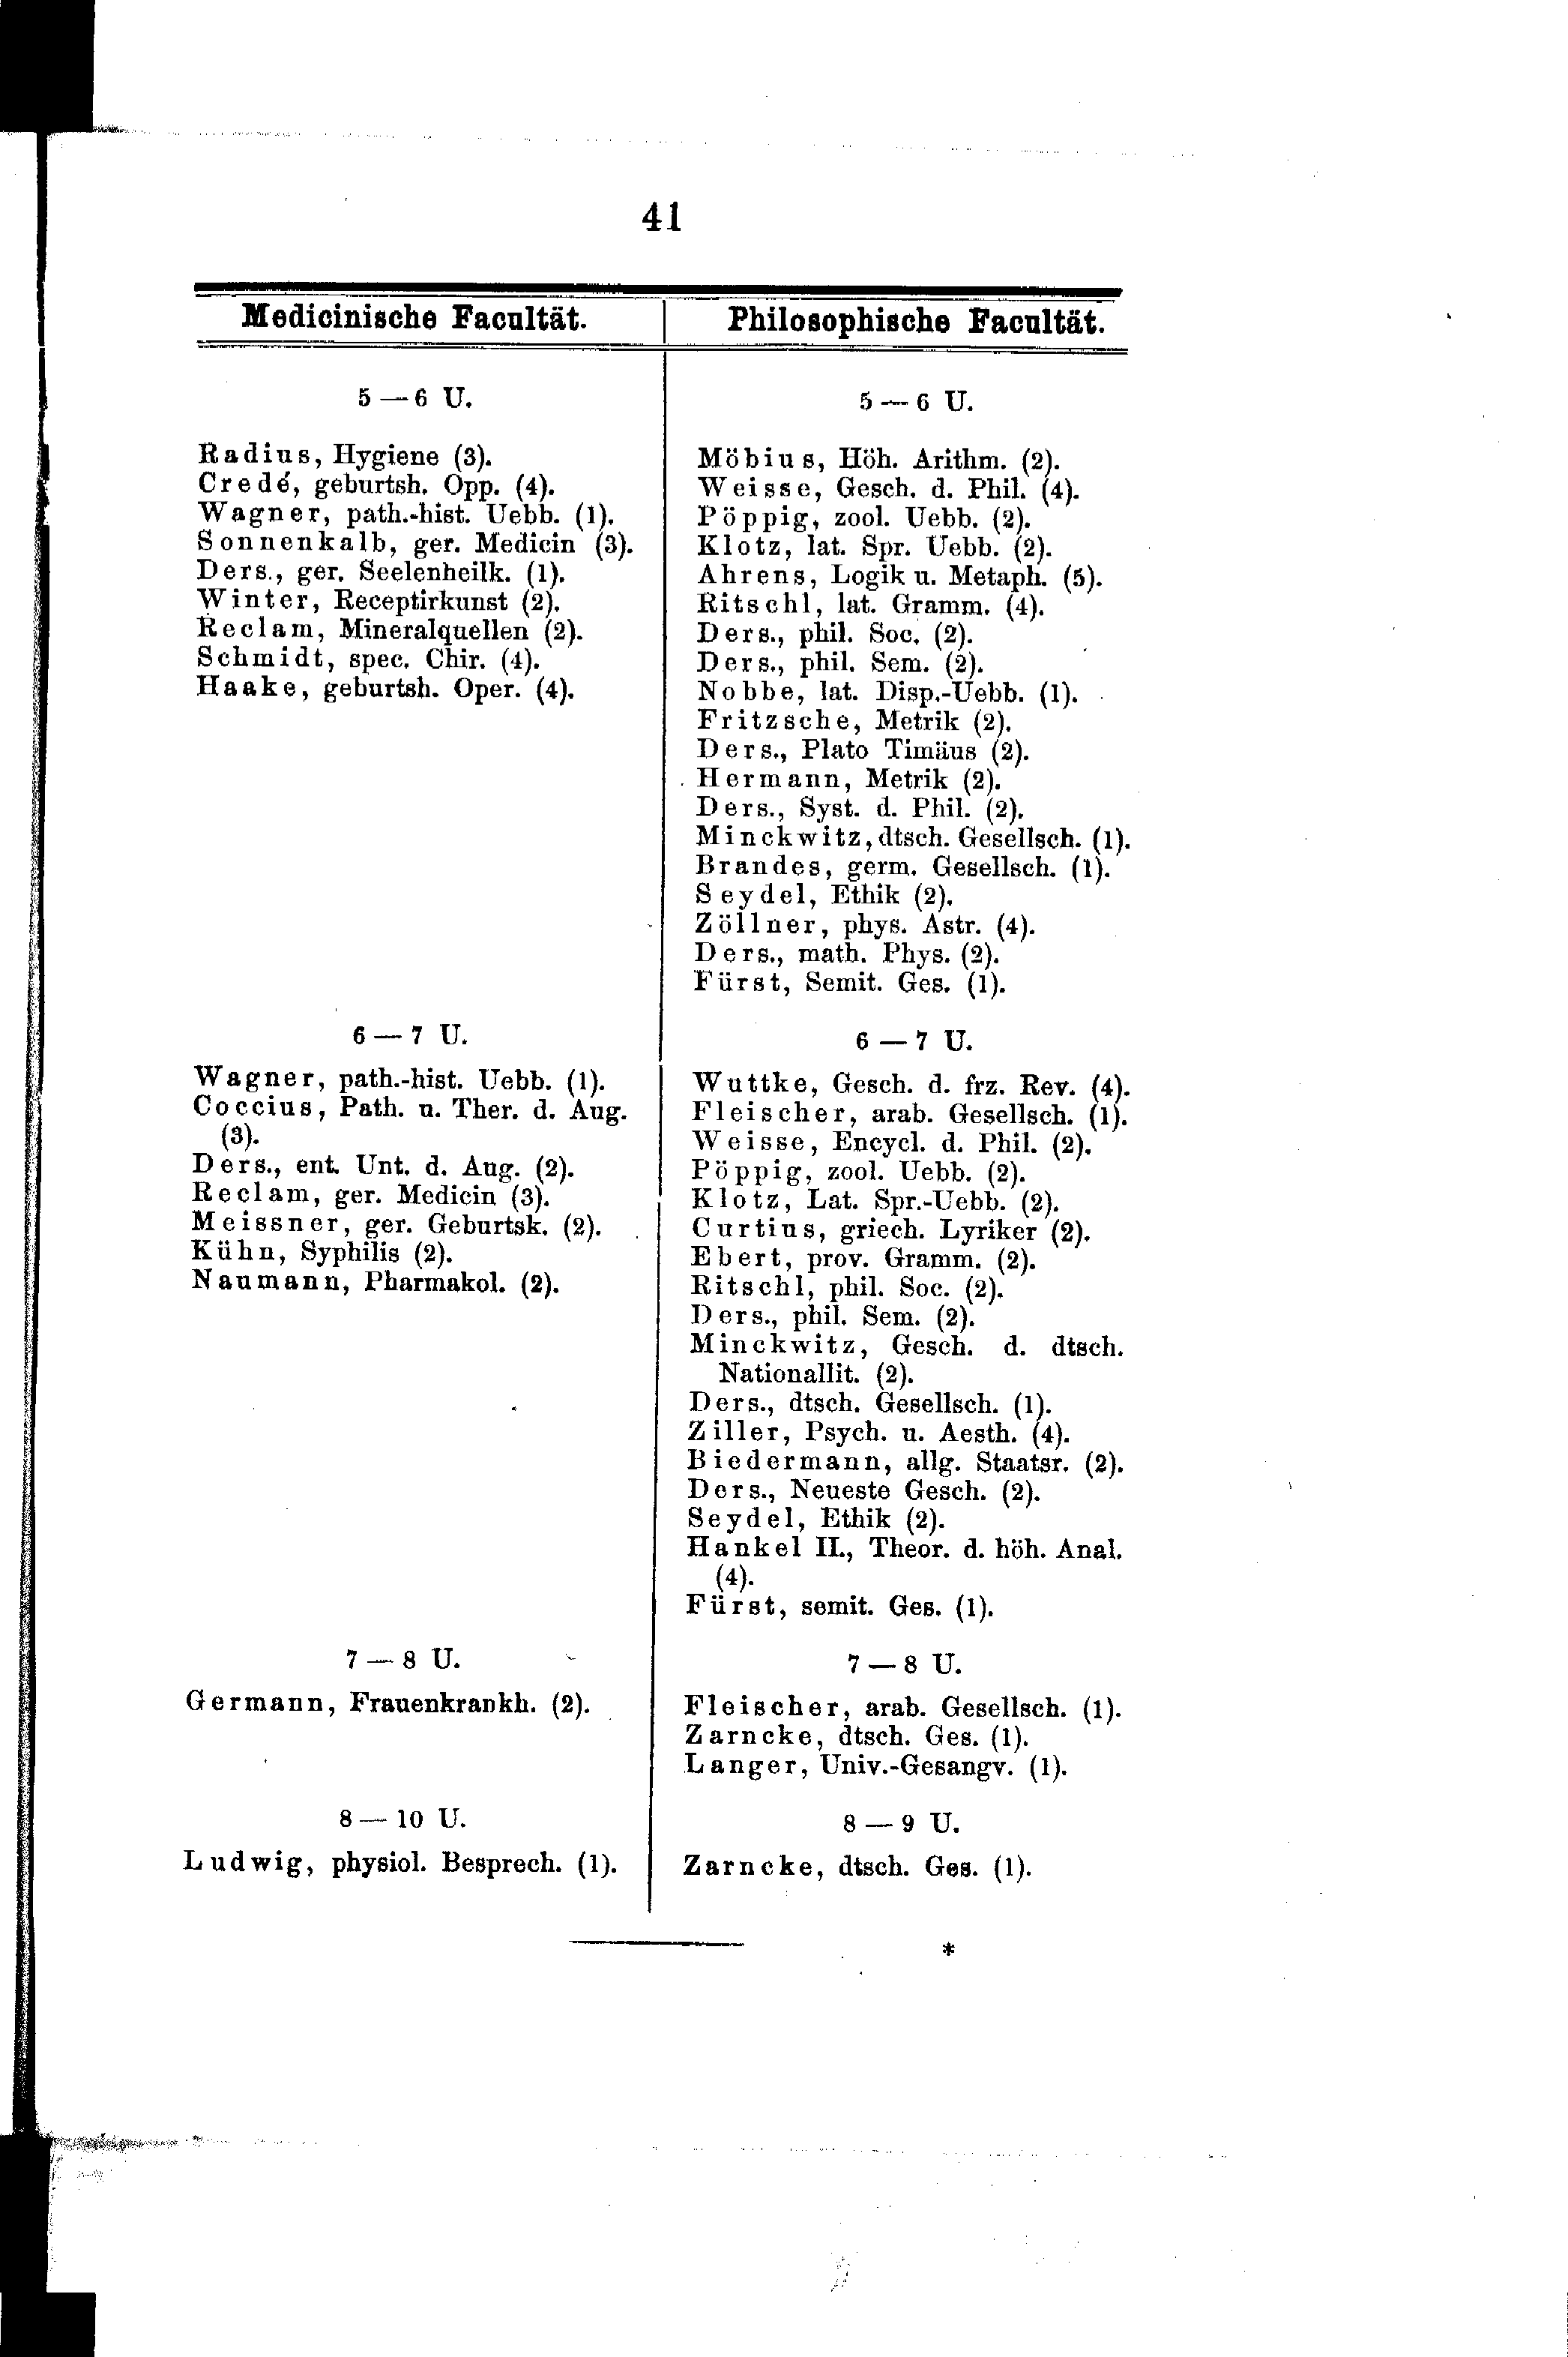 41
Medicinische Facultät.
5 — 6 U.
Radius, Hygiene (3).
Credé, geburtsh. Opp. (4).
Wagner, path.-hist. Uebb. (1).
Sonnenkalb, ger. Medicin (3).
Ders., ger. Seelenheilk. (1).
Winter, Receptirkunst (2).
Reclam, Mineralquellen (2).
Schmidt, spec. Chir. (4).
Haake, geburtsh. Oper. (4).
6 — 7 U.
Wagner, path.-hist. Uebb. (1).
Coccius, Path. u. Ther. d. Aug.
(3).
Ders., ent. Unt. d. Aug. (2).
Reclam, ger. Medicin (3).
Meissner, ger. Geburtsk. (2).
Kühn, Syphilis (2).
Naumann, Pharmakol. (2).
7 — 8 U.
Germann, Frauenkrankh. (2).
8 — 10 U.
Ludwig, physiol. Besprech. (1).
Philosophische Facultät.
5 — 6 U.
Möbius, Höh. Arithm. (2).
Weisse, Gesch. d. Phil. (4).
Pöppig, zool. Uebb. (2).
Klotz, lat. Spr. Uebb. (2).
Ahrens, Logik u. Metaph. (5).
Ritschl, lat. Gramm. (4).
Ders., phil. Soc. (2).
Ders., phil. Sem. (2).
Nobbe, lat. Disp.-Uebb. (1).
Fritzsche, Metrik (2).
Ders., Plato Timäus (2).
Hermann, Metrik (2).
Ders., Syst. d. Phil. (2).
Minckwitz, dtsch. Gesellsch. (1).
Brandes, germ. Gesellsch. (1).
Seydel, Ethik (2).
Zöllner, phys. Astr. (4).
Ders., math. Phys. (2).
Fürst, Semit. Ges. (1).
6 — 7 U.
Wuttke, Gesch. d. frz. Rev. (4).
Fleischer, arab. Gesellsch. (1).
Weisse, Encycl. d. Phil. (2).
Pöppig, zool. Uebb. (2).
Klotz, Lat. Spr.-Uebb. (2).
Curtius, griech. Lyriker (2).
Ebert, prov. Gramm. (2).
Ritschl, phil. Soc. (2).
Ders., phil. Sem. (2).
Minckwitz, Gesch. d. dtsch.
Nationallit. (2).
Ders., dtsch. Gesellsch. (1).
Ziller, Psych. u. Aesth. (4).
Biedermann, allg. Staatsr. (2).
Ders., Neueste Gesch. (2).
Seydel, Ethik (2).
Hankel II., Theor. d. höh. Anal.
(4).
Fürst, semit. Ges. (1).
7 — 8 U.
Fleischer, arab. Gesellsch. (1).
Zarncke, dtsch. Ges. (1).
Langer, Univ.-Gesangv. (1).
8 — 9 U.
Zarncke, dtsch. Ges. (1).
*